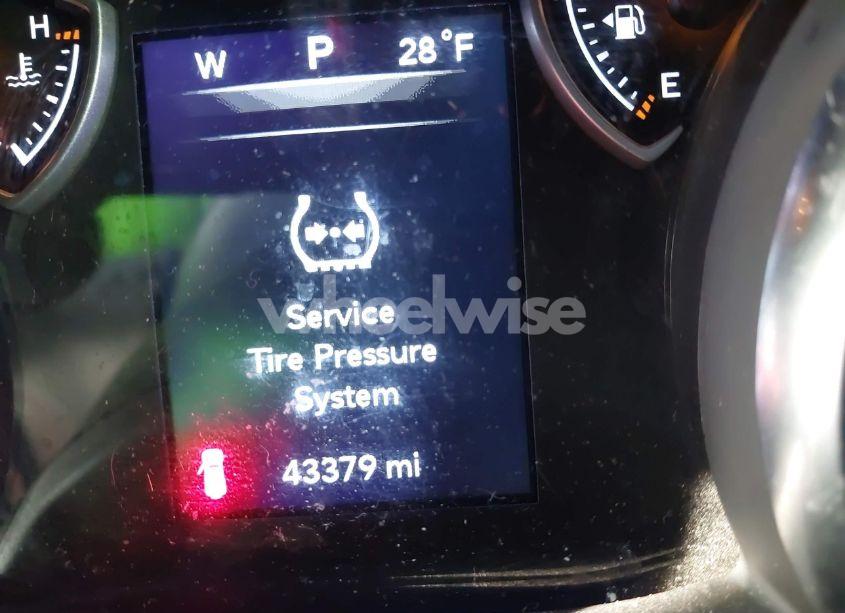 H
W P 28°F
E
wheelwise
Service
Tire Pressure
System
43379 mi